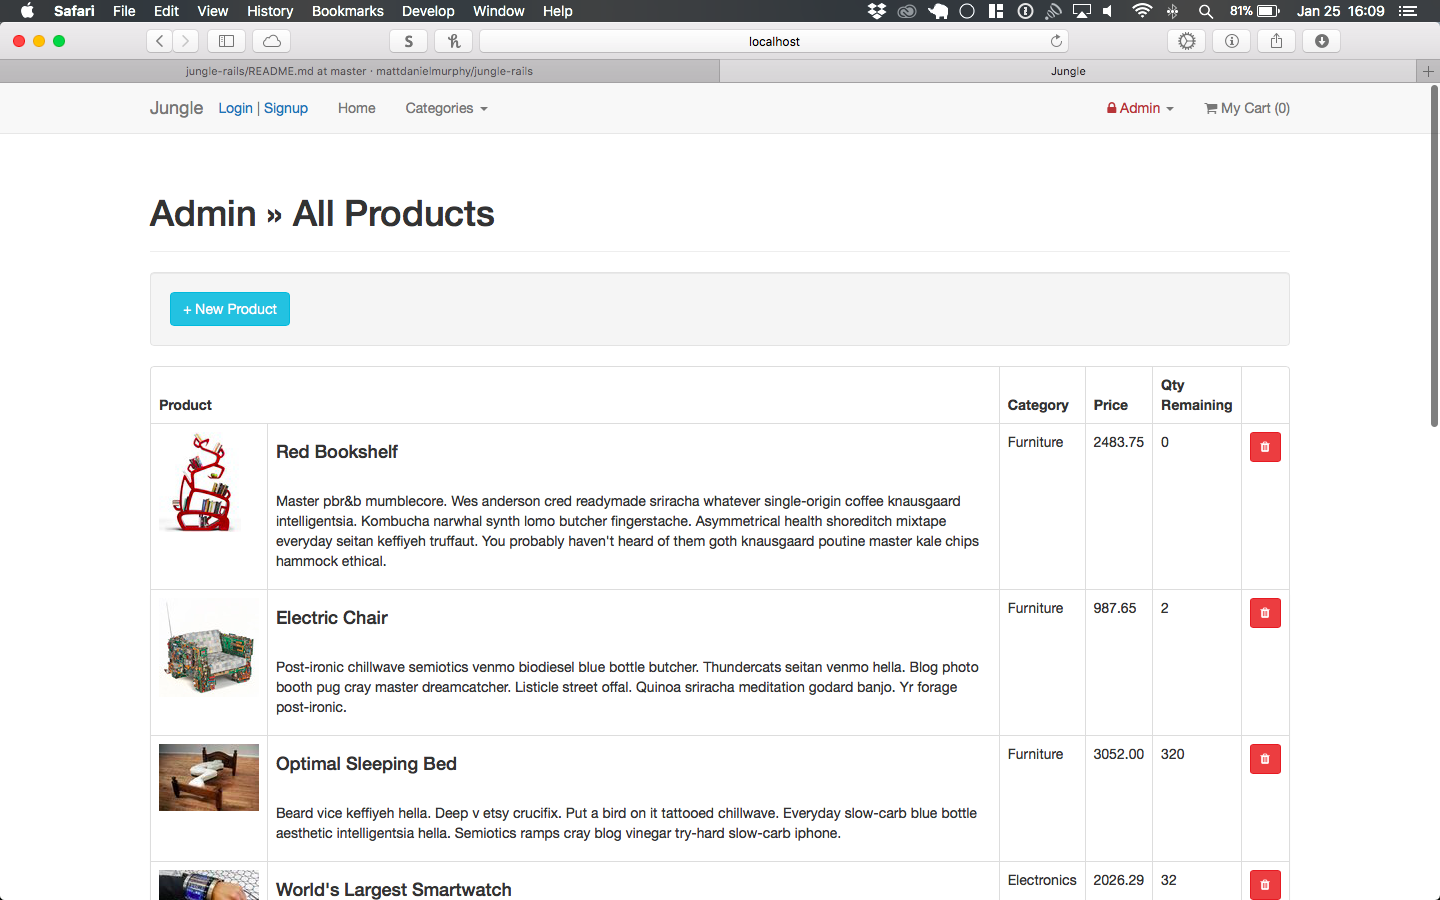 Safari File Edit View History Bookmarks Develop Window Help 81% Jan 25 16:09
S localhost
jungle-rails/README.md at master · mattdanielmurphy/jungle-rails Jungle
Jungle Login | Signup Home Categories Admin My Cart (0)
Admin » All Products
+ New Product
Product Category Price Qty Remaining
Red Bookshelf Furniture 2483.75 0
Master pbr&b mumblecore. Wes anderson cred readymade sriracha whatever single-origin coffee knausgaard
intelligentsia. Kombucha narwhal synth lomo butcher fingerstache. Asymmetrical health shoreditch mixtape
everyday seitan keffiyeh truffaut. You probably haven't heard of them goth knausgaard poutine master kale chips
hammock ethical.
Electric Chair Furniture 987.65 2
Post-ironic chillwave semiotics venmo biodiesel blue bottle butcher. Thundercats seitan venmo hella. Blog photo
booth pug cray master dreamcatcher. Listicle street offal. Quinoa sriracha meditation godard banjo. Yr forage
post-ironic.
Optimal Sleeping Bed Furniture 3052.00 320
Beard vice keffiyeh hella. Deep v etsy crucifix. Put a bird on it tattooed chillwave. Everyday slow-carb blue bottle
aesthetic intelligentsia hella. Semiotics ramps cray blog vinegar try-hard slow-carb iphone.
World's Largest Smartwatch Electronics 2026.29 32